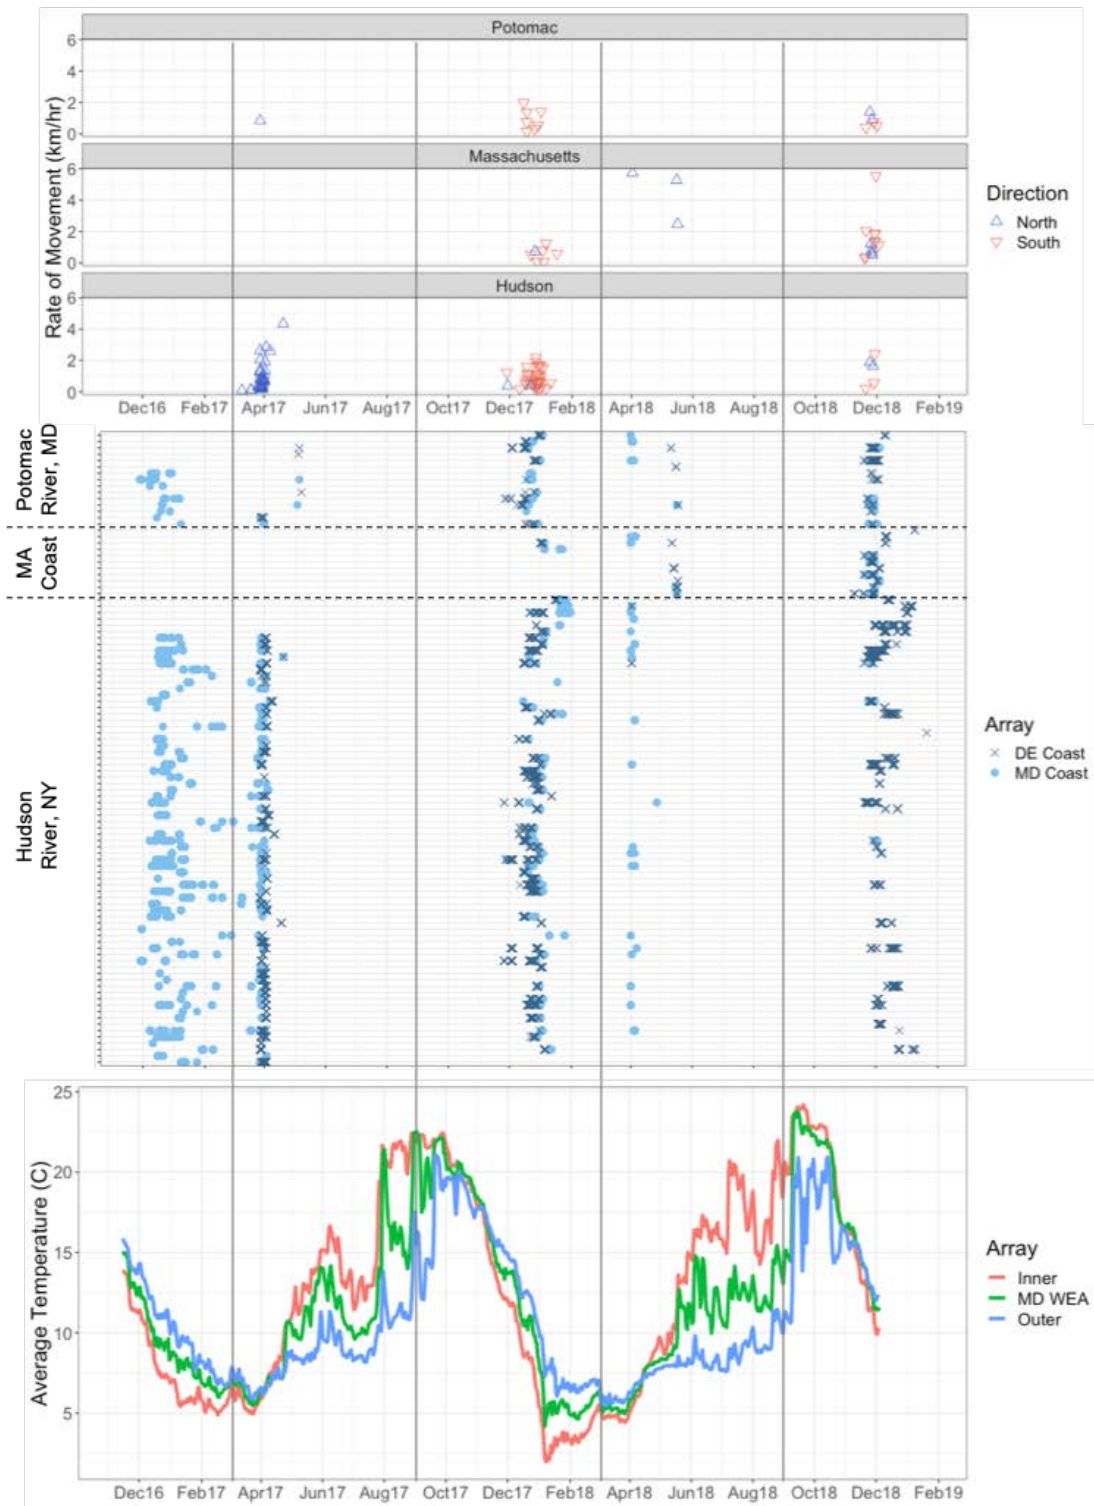 Potomac
6
4
2
0
Massachusetts
6
4
2
0
Hudson
6
4
2
0
Rate of Movement (km/hr)
Dec16 Feb17 Apr17 Jun17 Aug17 Oct17 Dec17 Feb18 Apr18 Jun18 Aug18 Oct18 Dec18 Feb19
Direction
North
South
Potomac
River, MD
MA
Coast
Hudson
River, NY
Array
DE Coast
MD Coast
25
20
15
10
5
Average Temperature (C)
Dec16 Feb17 Apr17 Jun17 Aug17 Oct17 Dec17 Feb18 Apr18 Jun18 Aug18 Oct18 Dec18 Feb19
Array
Inner
MD WEA
Outer